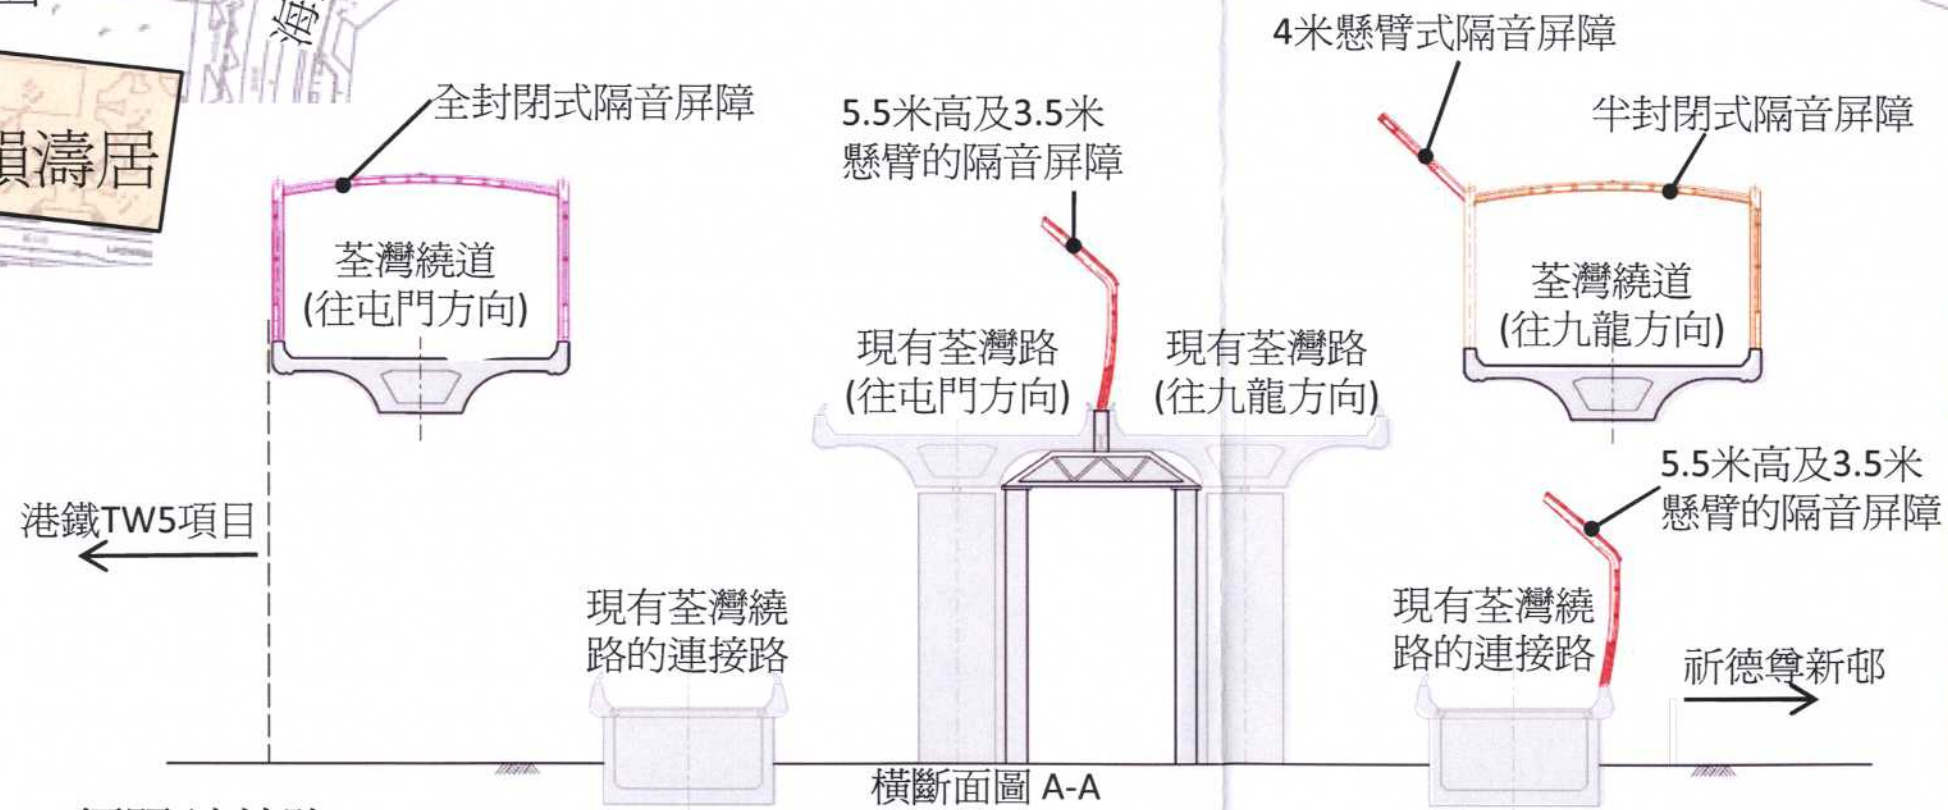 海
濤居
全封閉式隔音屏障
5.5米高及3.5米
懸臂的隔音屏障
4米懸臂式隔音屏障
半封閉式隔音屏障
荃灣繞道
(往屯門方向)
現有荃灣路
(往屯門方向)
現有荃灣路
(往九龍方向)
荃灣繞道
(往九龍方向)
5.5米高及3.5米
懸臂的隔音屏障
港鐵TW5項目
現有荃灣繞
路的連接路
現有荃灣繞
路的連接路
祈德尊新邨
橫斷面圖 A-A